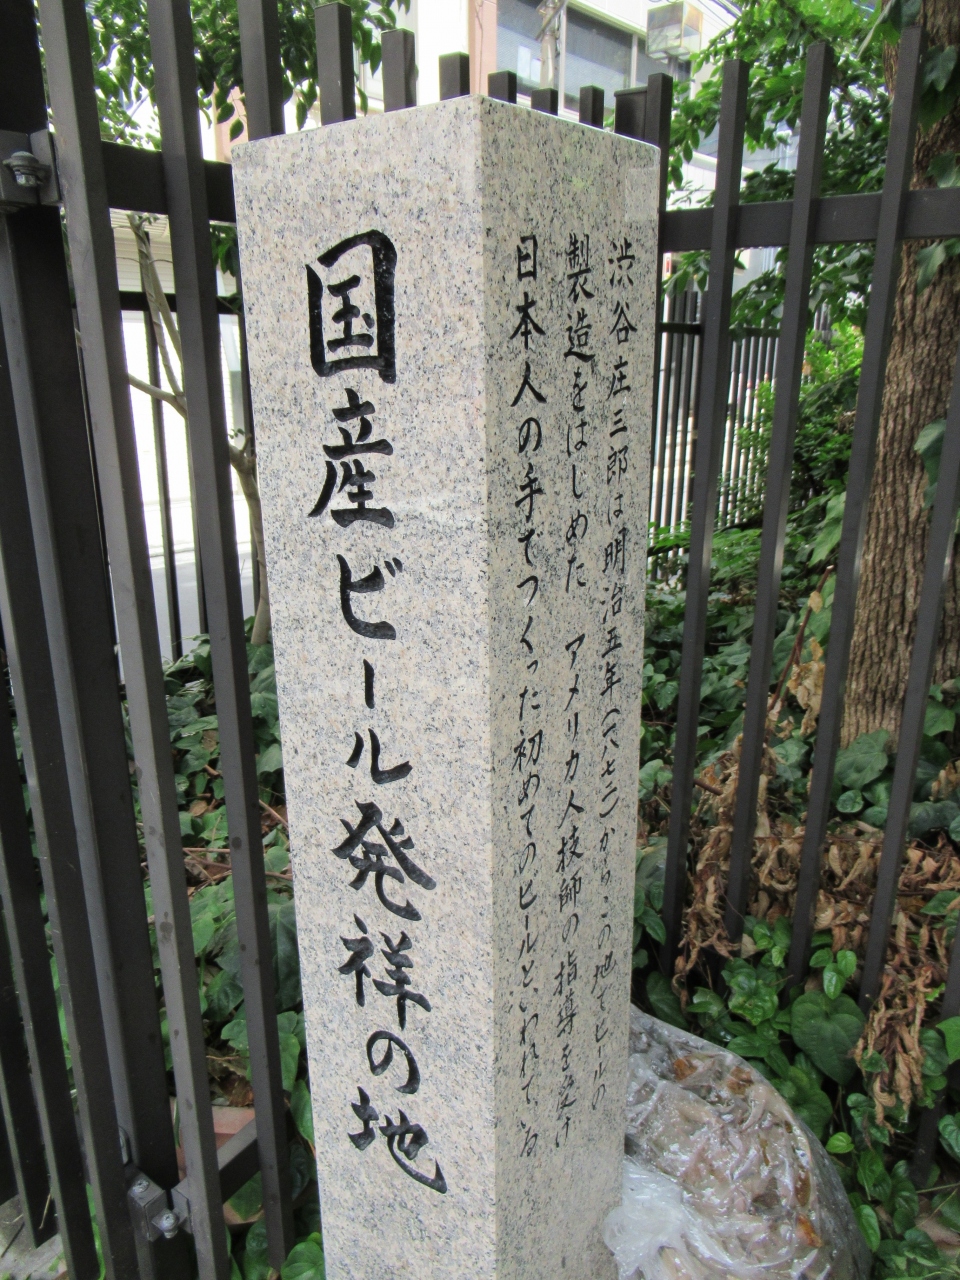 国産ビール発祥の地
渋谷庄三郎は明治五年(一八七二)から、この地でビールの
製造をはじめた　アメリカ人技師の指導を受け
日本人の手でつくった初めてのビールといわれている